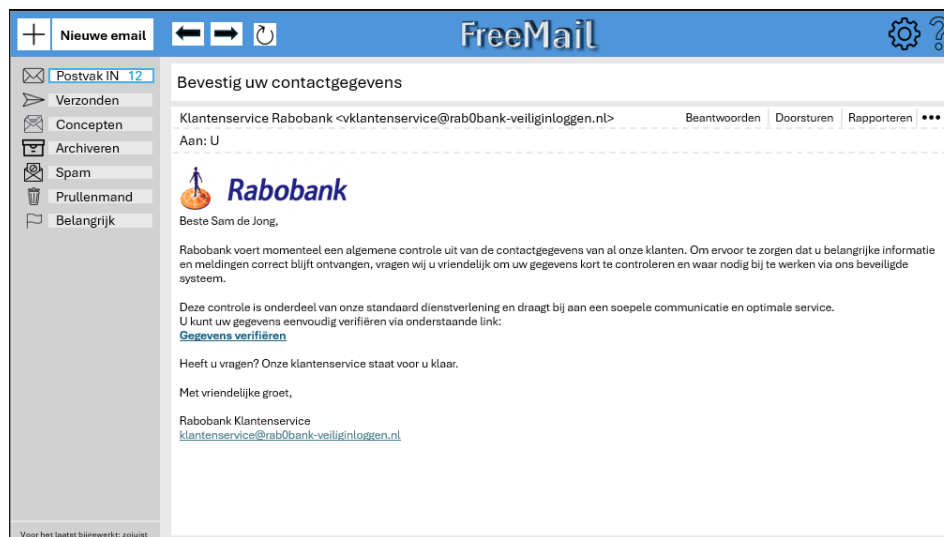 Nieuwe email
FreeMail
Postvak IN 12
Verzonden
Concepten
Archiveren
Spam
Prullenmand
Belangrijk
Voor het laatst bijgewerkt: zojuist
Bevestig uw contactgegevens
Klantenservice Rabobank <vklantenservice@rab0bank-veiliginloggen.nl>
Beantwoorden Doorsturen Rapporteren
Aan: U
Rabobank
Beste Sam de Jong,
Rabobank voert momenteel een algemene controle uit van de contactgegevens van al onze klanten. Om ervoor te zorgen dat u belangrijke informatie
en meldingen correct blijft ontvangen, vragen wij u vriendelijk om uw gegevens kort te controleren en waar nodig bij te werken via ons beveiligde
systeem.
Deze controle is onderdeel van onze standaard dienstverlening en draagt bij aan een soepele communicatie en optimale service.
U kunt uw gegevens eenvoudig verifiëren via onderstaande link:
Gegevens verifiëren
Heeft u vragen? Onze klantenservice staat voor u klaar.
Met vriendelijke groet,
Rabobank Klantenservice
klantenservice@rab0bank-veiliginloggen.nl